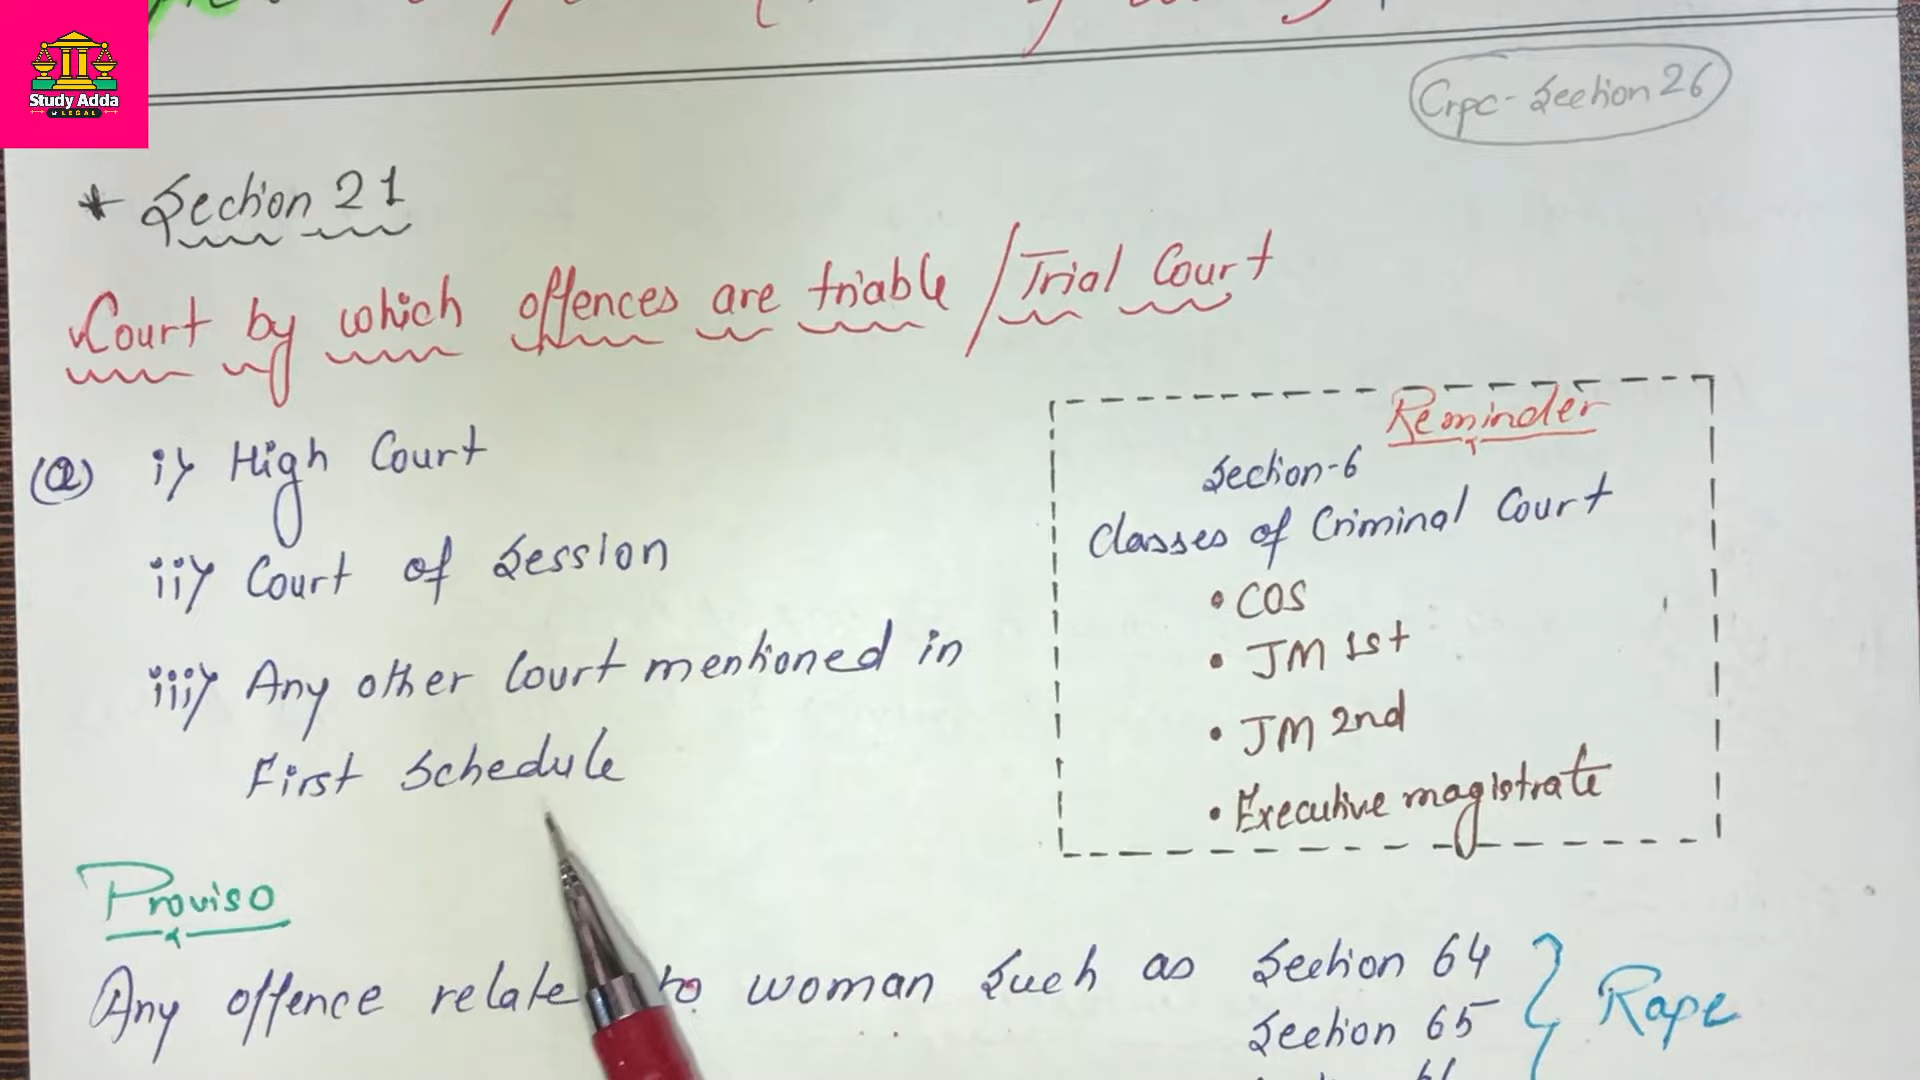 Study Adda
LEGAL
Crpc - Section 26
* Section 21
Court by which offences are triable / Trial Court
(a) i) High Court
ii) Court of Session
iii) Any other Court mentioned in
First Schedule
Reminder
Section-6
Classes of Criminal Court
• COS
• JM 1st
• JM 2nd
• Executive magistrate
Proviso
Any offence relate to woman such as Section 64
Section 65
Rape